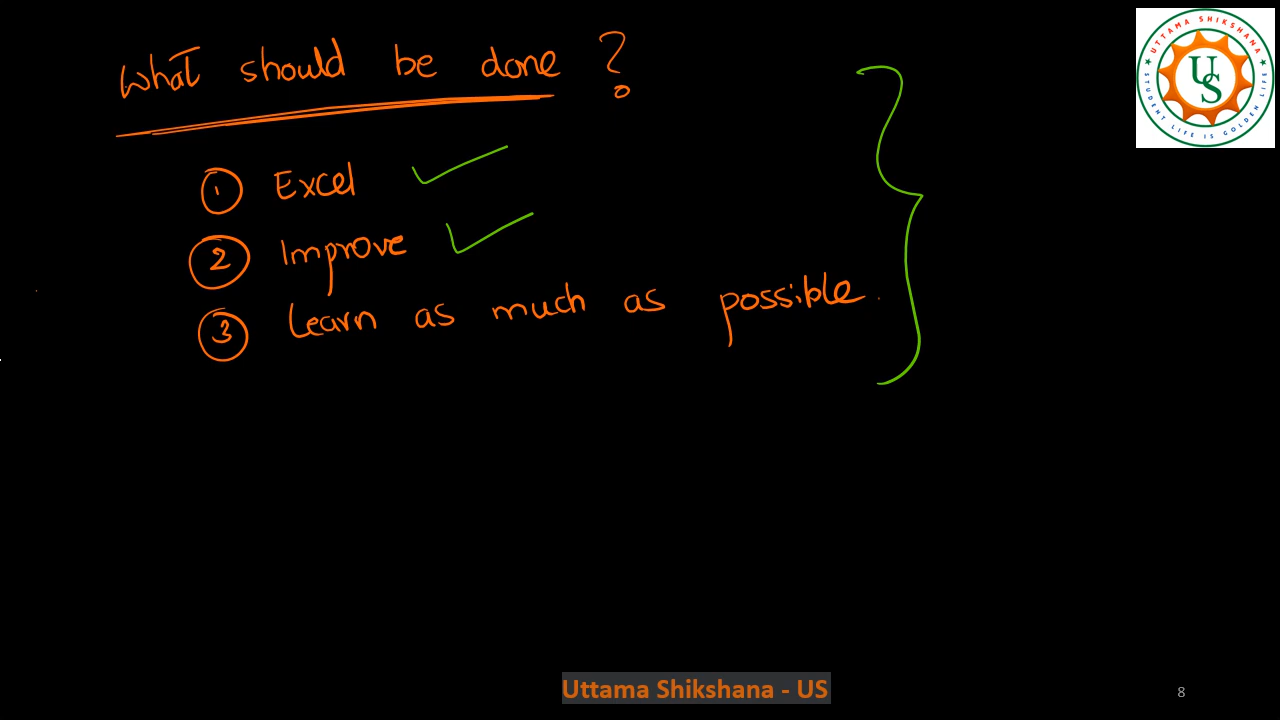 What should be done ?
1 Excel
2 Improve
3 Learn as much as possible.
UTTAMA SHIKSHANA
US
STUDENT LIFE IS GOLDEN LIFE
Uttama Shikshana - US
8